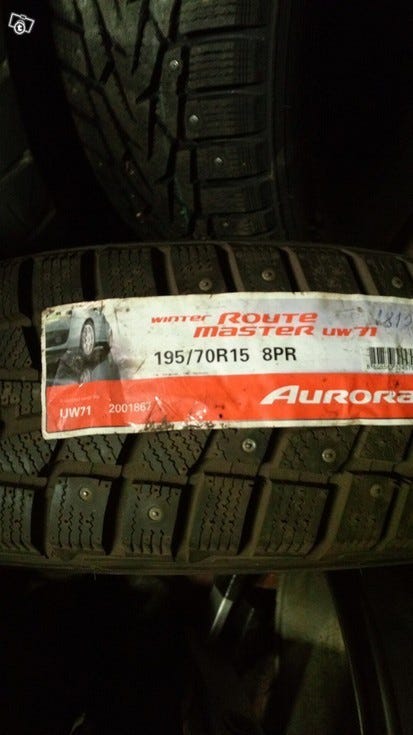 WINTER ROUTE
MASTER UW71
195/70R15 8PR
UW71 2001867
AURORA